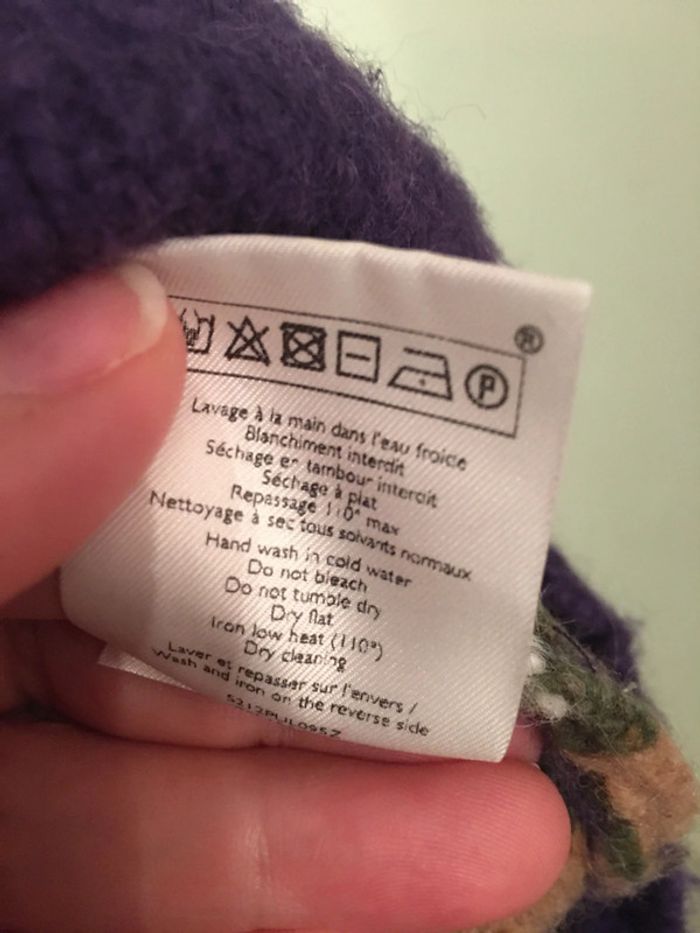 ®
P
Lavage à la main dans l'eau froide
Blanchiment interdit
Séchage en tambour interdit
Séchage à plat
Repassage 110° max
Nettoyage à sec tous solvants normaux
Hand wash in cold water
Do not bleach
Do not tumble dry
Dry flat
Iron low heat (110°)
Dry cleaning
Laver et repasser sur l'envers /
Wash and iron on the reverse side